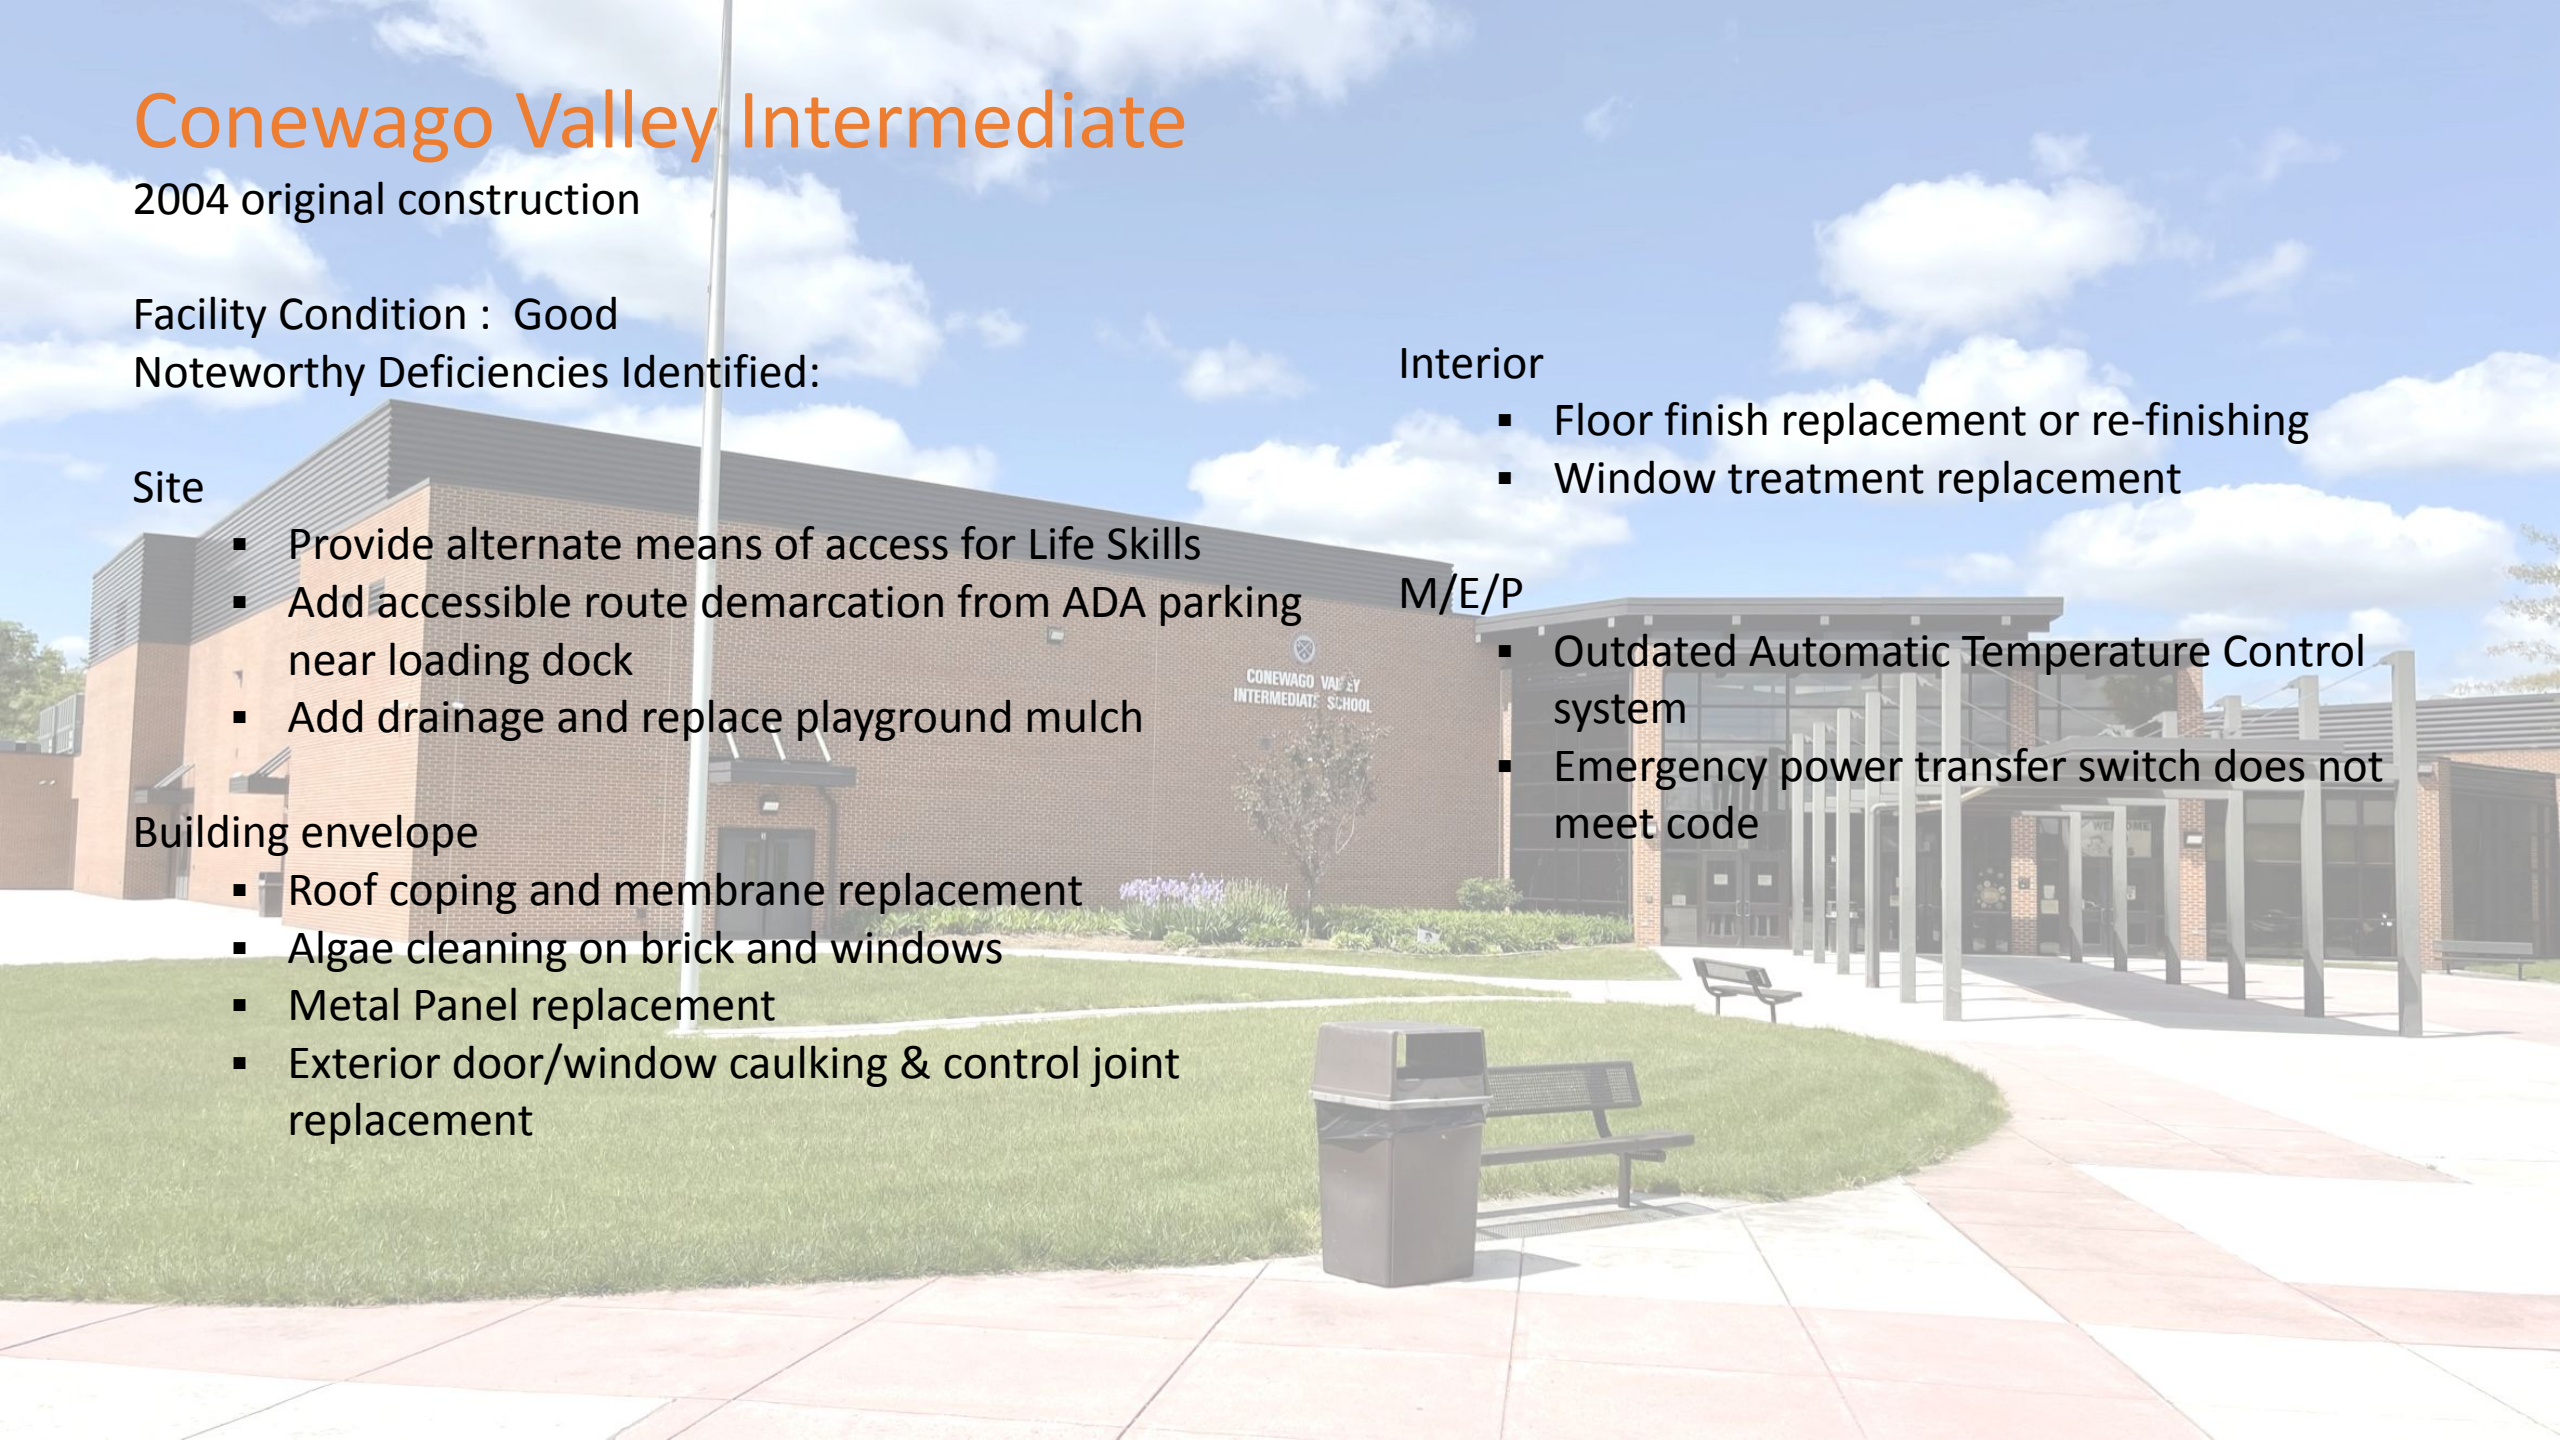 Conewago Valley Intermediate
2004 original construction
Facility Condition :  Good
Noteworthy Deficiencies Identified:
Site
▪ Provide alternate means of access for Life Skills
▪ Add accessible route demarcation from ADA parking
near loading dock
▪ Add drainage and replace playground mulch
Building envelope
▪ Roof coping and membrane replacement
▪ Algae cleaning on brick and windows
▪ Metal Panel replacement
▪ Exterior door/window caulking & control joint
replacement
Interior
▪ Floor finish replacement or re-finishing
▪ Window treatment replacement
M/E/P
▪ Outdated Automatic Temperature Control
system
▪ Emergency power transfer switch does not
meet code
CONEWAGO VALLEY
INTERMEDIATE SCHOOL
WELCOME